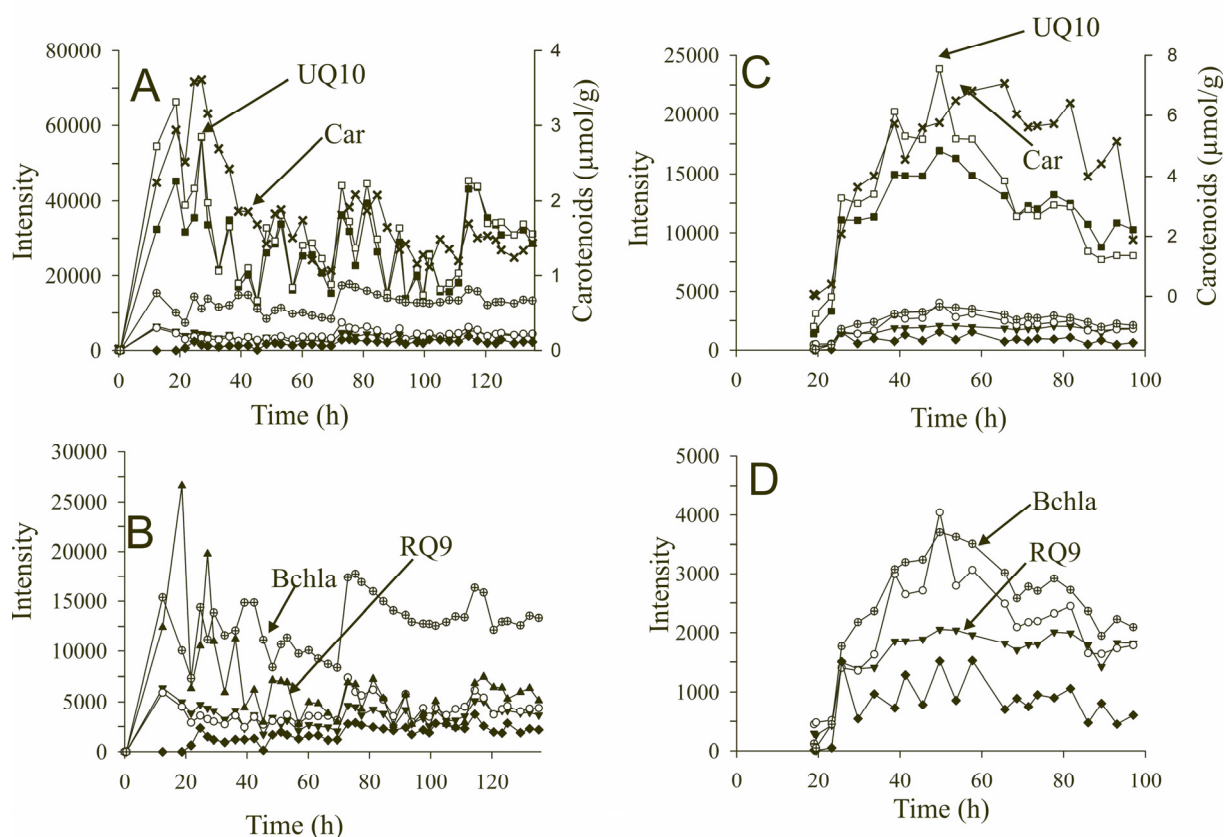 A
80000
60000
40000
20000
0
Intensity
4
3
2
1
0
Carotenoids (µmol/g)
UQ10
Car
0 20 40 60 80 100 120
Time (h)
C
25000
20000
15000
10000
5000
0
Intensity
8
6
4
2
0
Carotenoids (µmol/g)
UQ10
Car
0 20 40 60 80 100
Time (h)
B
30000
25000
20000
15000
10000
5000
0
Intensity
RQ9
Bchla
0 20 40 60 80 100 120
Time (h)
D
5000
4000
3000
2000
1000
0
Intensity
Bchla
RQ9
0 20 40 60 80 100
Time (h)